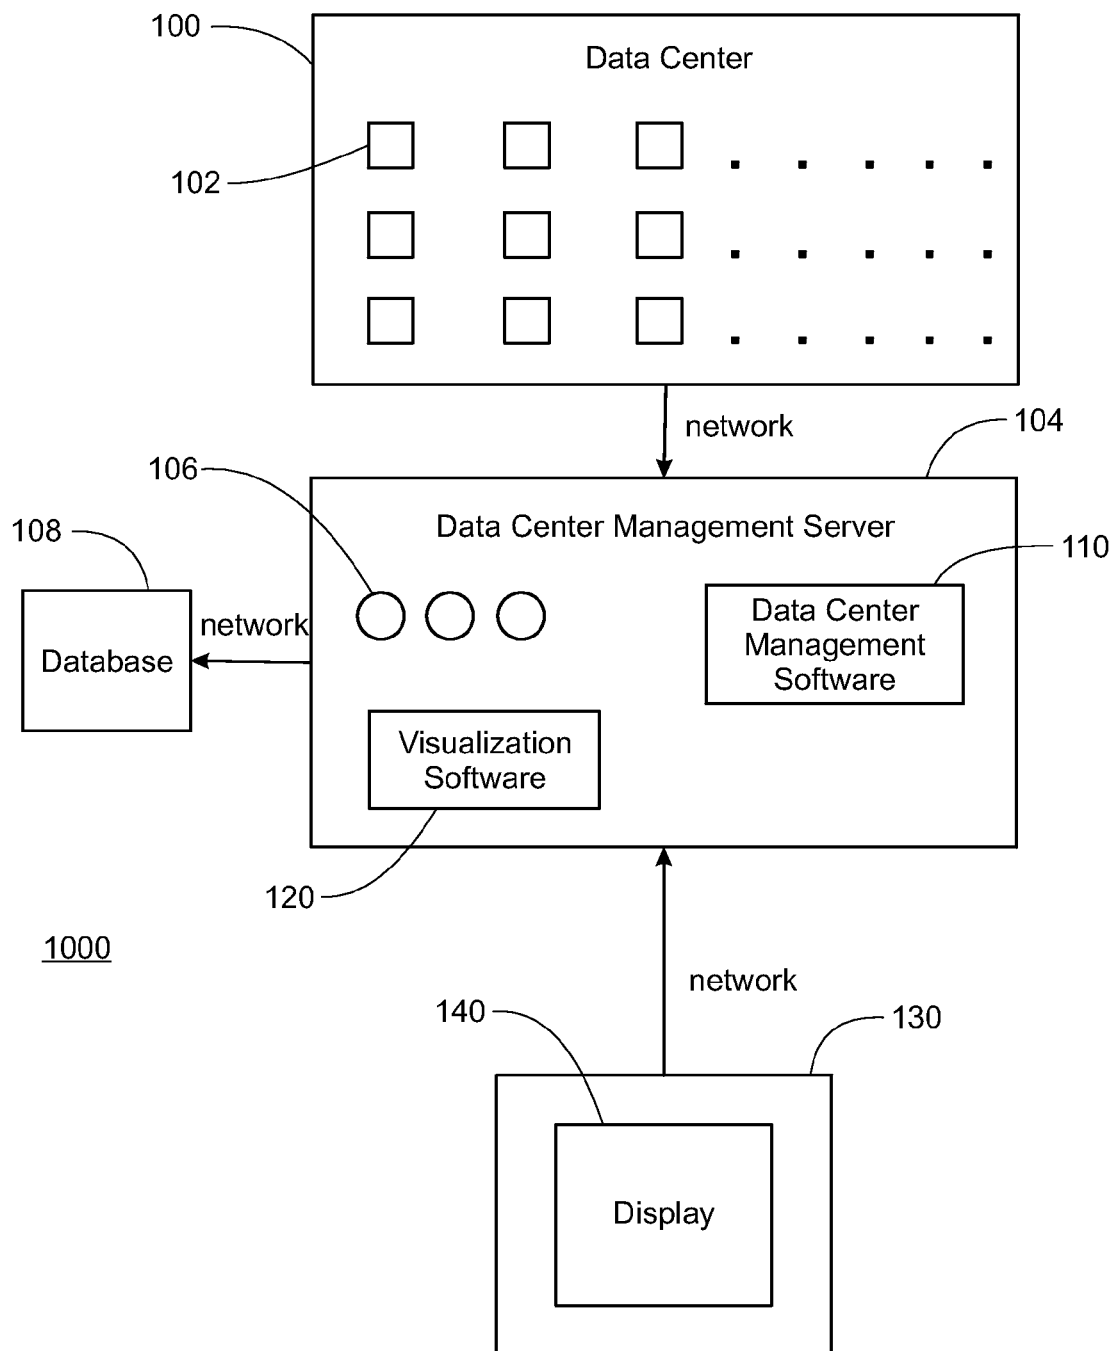 100
Data Center
102
network
104
106
Data Center Management Server
108
110
network
Data Center
Management
Software
Database
Visualization
Software
120
1000
network
140
130
Display